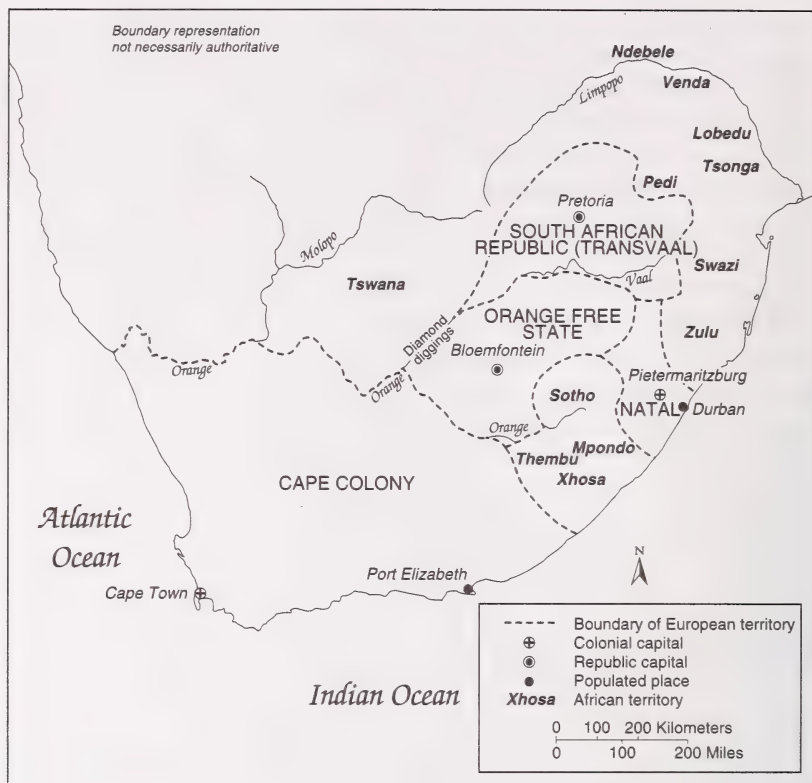 Boundary representation
not necessarily authoritative
Ndebele
Limpopo
Venda
Lobedu
Tsonga
Pedi
Pretoria
SOUTH AFRICAN
REPUBLIC (TRANSVAAL)
Molopo
Tswana
Vaal
Swazi
ORANGE FREE
STATE
Diamond
diggings
Bloemfontein
Zulu
Orange
Orange
Pietermaritzburg
Sotho
NATAL
Durban
Orange
Mpondo
Thembu
Xhosa
CAPE COLONY
Atlantic
Ocean
Cape Town
Port Elizabeth
N
Indian Ocean
Boundary of European territory
Colonial capital
Republic capital
Populated place
Xhosa African territory
0 100 200 Kilometers
0 100 200 Miles